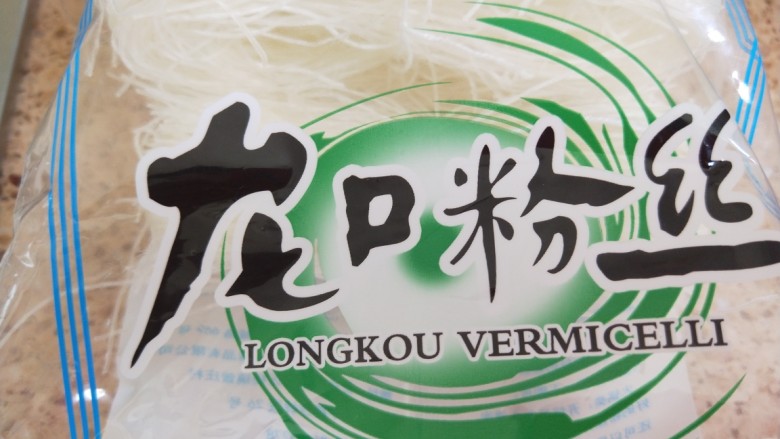 龙口粉丝
LONGKOU VERMICELLI